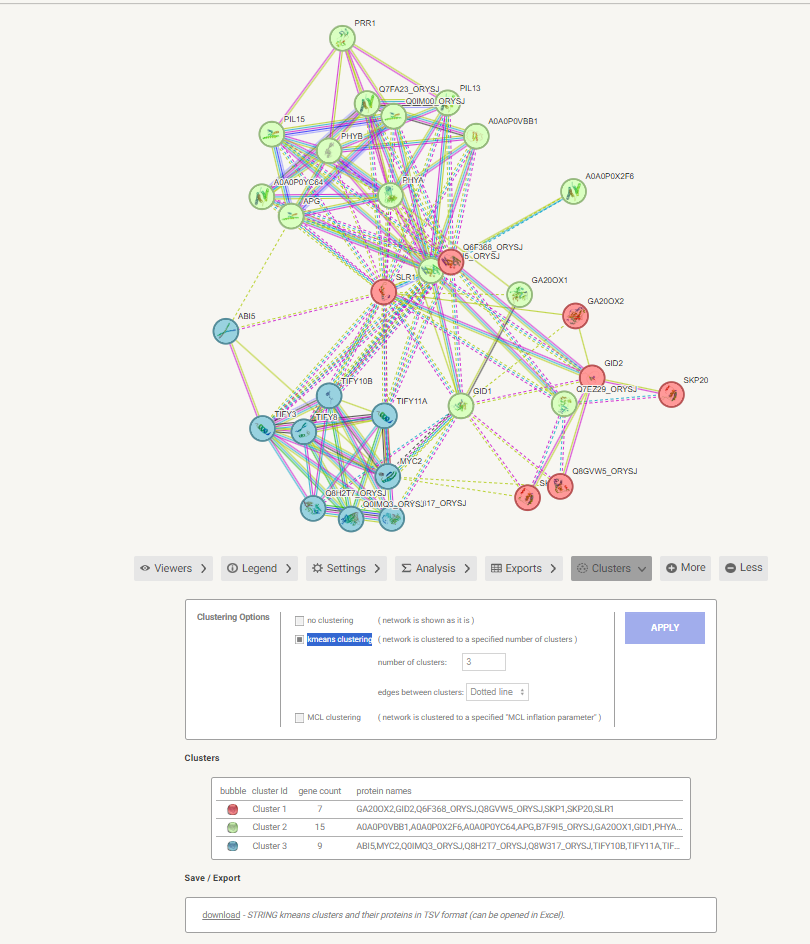 PRR1
Q7FA23_ORYSJ
PIL13
Q0IM00_ORYSJ
PIL15
A0A0P0VBB1
PHYB
A0A0P0YC64
PHYA
A0A0P0X2F6
APG
Q6F368_ORYSJ
5_ORYSJ
SLR1
GA20OX1
GA20OX2
ABI5
GID2
TIFY10B
SKP20
Q7EZ29_ORYSJ
GID1
TIFY11A
TIFY3
TIFY8
MYC2
Q8GVW5_ORYSJ
Q8H2T7_ORYSJ
Q0IMQ3_ORYSJ
I17_ORYSJ
Viewers
Legend
Settings
Analysis
Exports
Clusters
More
Less
Clustering Options
no clustering ( network is shown as it is )
kmeans clustering ( network is clustered to a specified number of clusters )
number of clusters: 3
edges between clusters: Dotted line
MCL clustering ( network is clustered to a specified "MCL inflation parameter" )
APPLY
Clusters
bubble cluster Id gene count protein names
Cluster 1 7 GA20OX2,GID2,Q6F368_ORYSJ,Q8GVW5_ORYSJ,SKP1,SKP20,SLR1
Cluster 2 15 A0A0P0VBB1,A0A0P0X2F6,A0A0P0YC64,APG,B7F9I5_ORYSJ,GA20OX1,GID1,PHYA...
Cluster 3 9 ABI5,MYC2,Q0IMQ3_ORYSJ,Q8H2T7_ORYSJ,Q8W317_ORYSJ,TIFY10B,TIFY11A,TIF...
Save / Export
download - STRING kmeans clusters and their proteins in TSV format (can be opened in Excel).